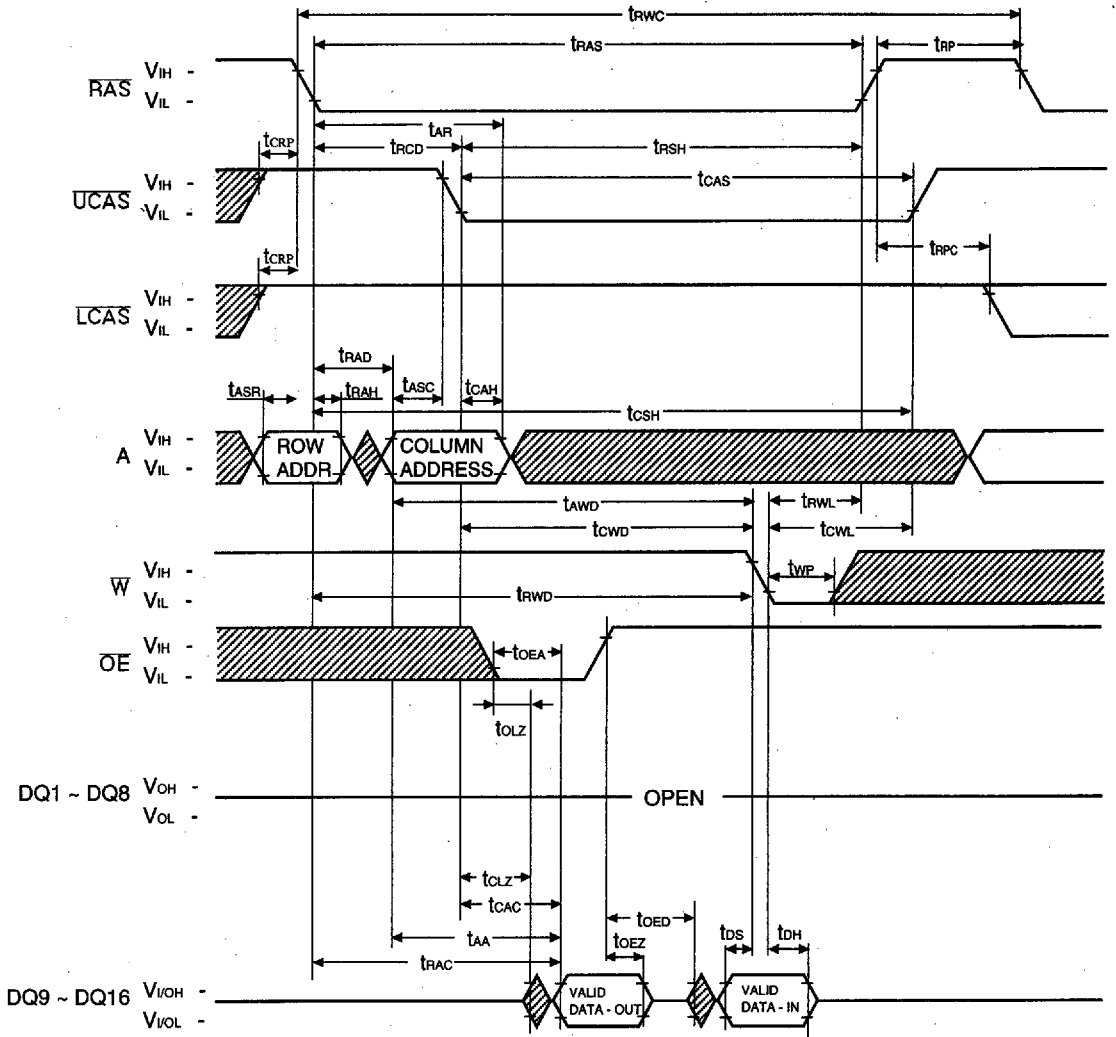 tRWC
tRAS
tRP
RAS
VIH -
VIL -
tAR
tCRP
tRCD
tRSH
UCAS
VIH -
VIL -
tCAS
tCRP
tRPC
LCAS
VIH -
VIL -
tRAD
tASR
tRAH
tASC
tCAH
tCSH
A
VIH -
VIL -
ROW
ADDR
COLUMN
ADDRESS
tAWD
tRWL
tCWD
tCWL
W
VIH -
VIL -
tWP
tRWD
OE
VIH -
VIL -
tOEA
tOLZ
DQ1 ~ DQ8
VOH -
VOL -
OPEN
tCLZ
tCAC
tOED
tAA
tOEZ
tDS
tDH
tRAC
DQ9 ~ DQ16
VI/OH -
VI/OL -
VALID
DATA - OUT
VALID
DATA - IN